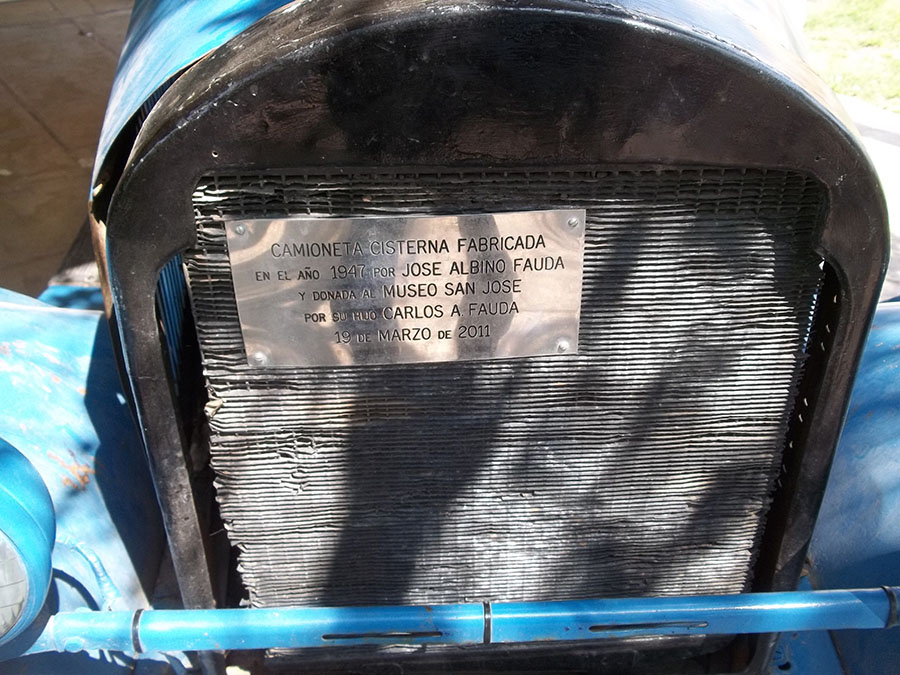 CAMIONETA CISTERNA FABRICADA
EN EL AÑO 1947 POR JOSE ALBINO FAUDA
Y DONADA AL MUSEO SAN JOSE
POR SU HIJO CARLOS A. FAUDA
19 DE MARZO DE 2011